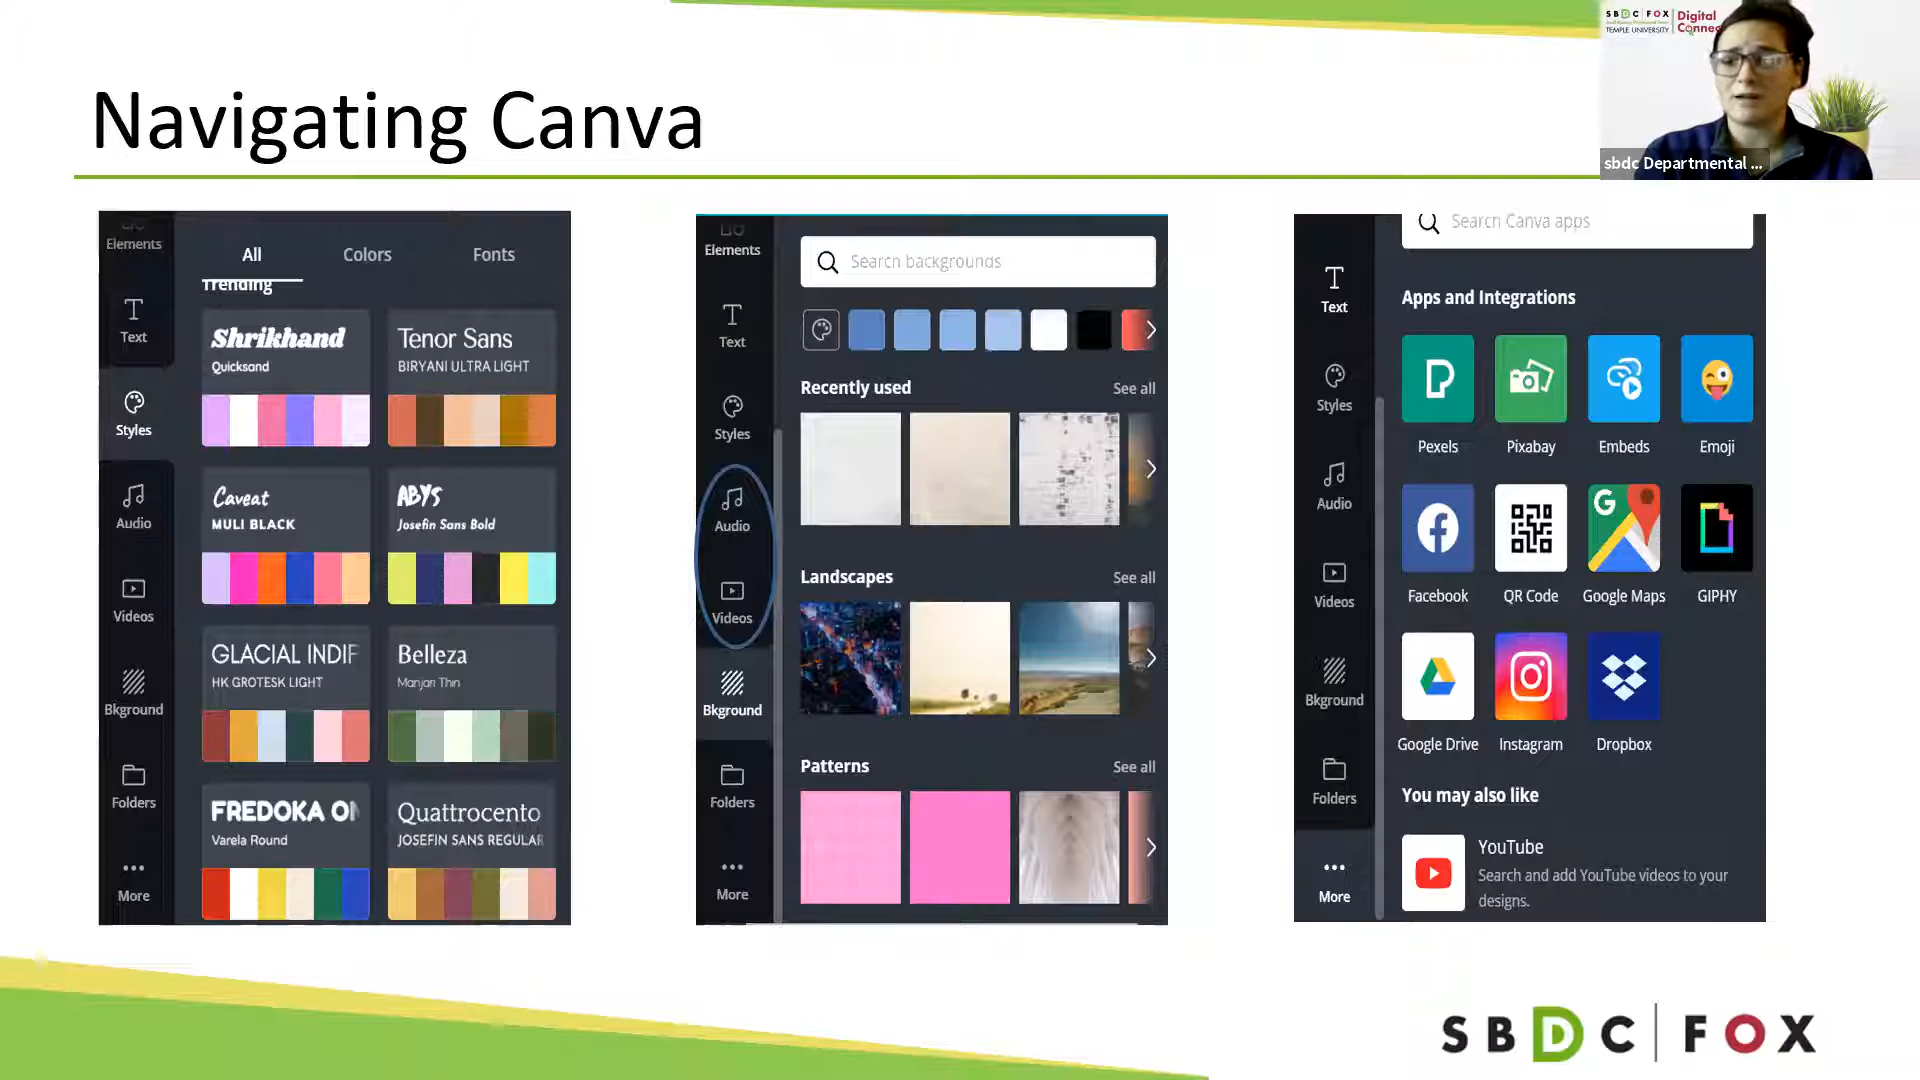 Navigating Canva
SBDC FOX Digital
TEMPLE UNIVERSITY Connec
sbdc Departmental ...
Elements
Text
Styles
Audio
Videos
Bkground
Folders
More
All Colors Fonts
Trending
Shrikhand
Quicksand
Tenor Sans
BIRYANI ULTRA LIGHT
Caveat
MULI BLACK
ABYS
Josefin Sans Bold
GLACIAL INDIF
HK GROTESK LIGHT
Belleza
Manjari Thin
FREDOKA ON
Varela Round
Quattrocento
JOSEFIN SANS REGULAR
Elements
Text
Styles
Audio
Videos
Bkground
Folders
More
Search backgrounds
Recently used See all
Landscapes See all
Patterns See all
Text
Styles
Audio
Videos
Bkground
Folders
More
Search Canva apps
Apps and Integrations
Pexels Pixabay Embeds Emoji
Facebook QR Code Google Maps GIPHY
Google Drive Instagram Dropbox
You may also like
YouTube
Search and add YouTube videos to your
designs.
SBDC FOX